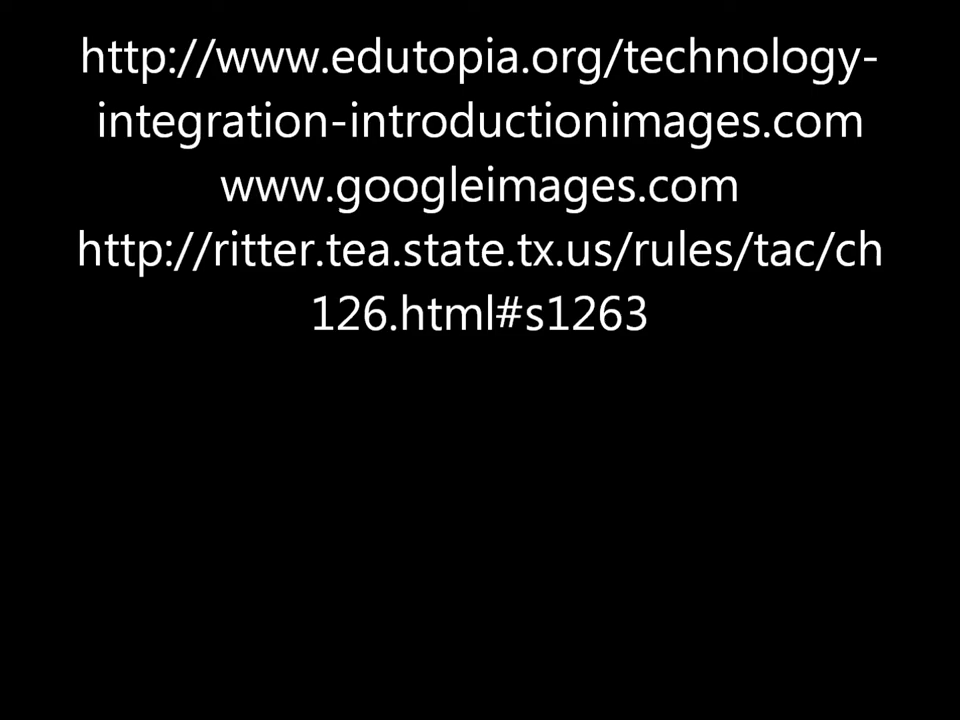 http://www.edutopia.org/technology-
integration-introductionimages.com
www.googleimages.com
http://ritter.tea.state.tx.us/rules/tac/ch
126.html#s1263